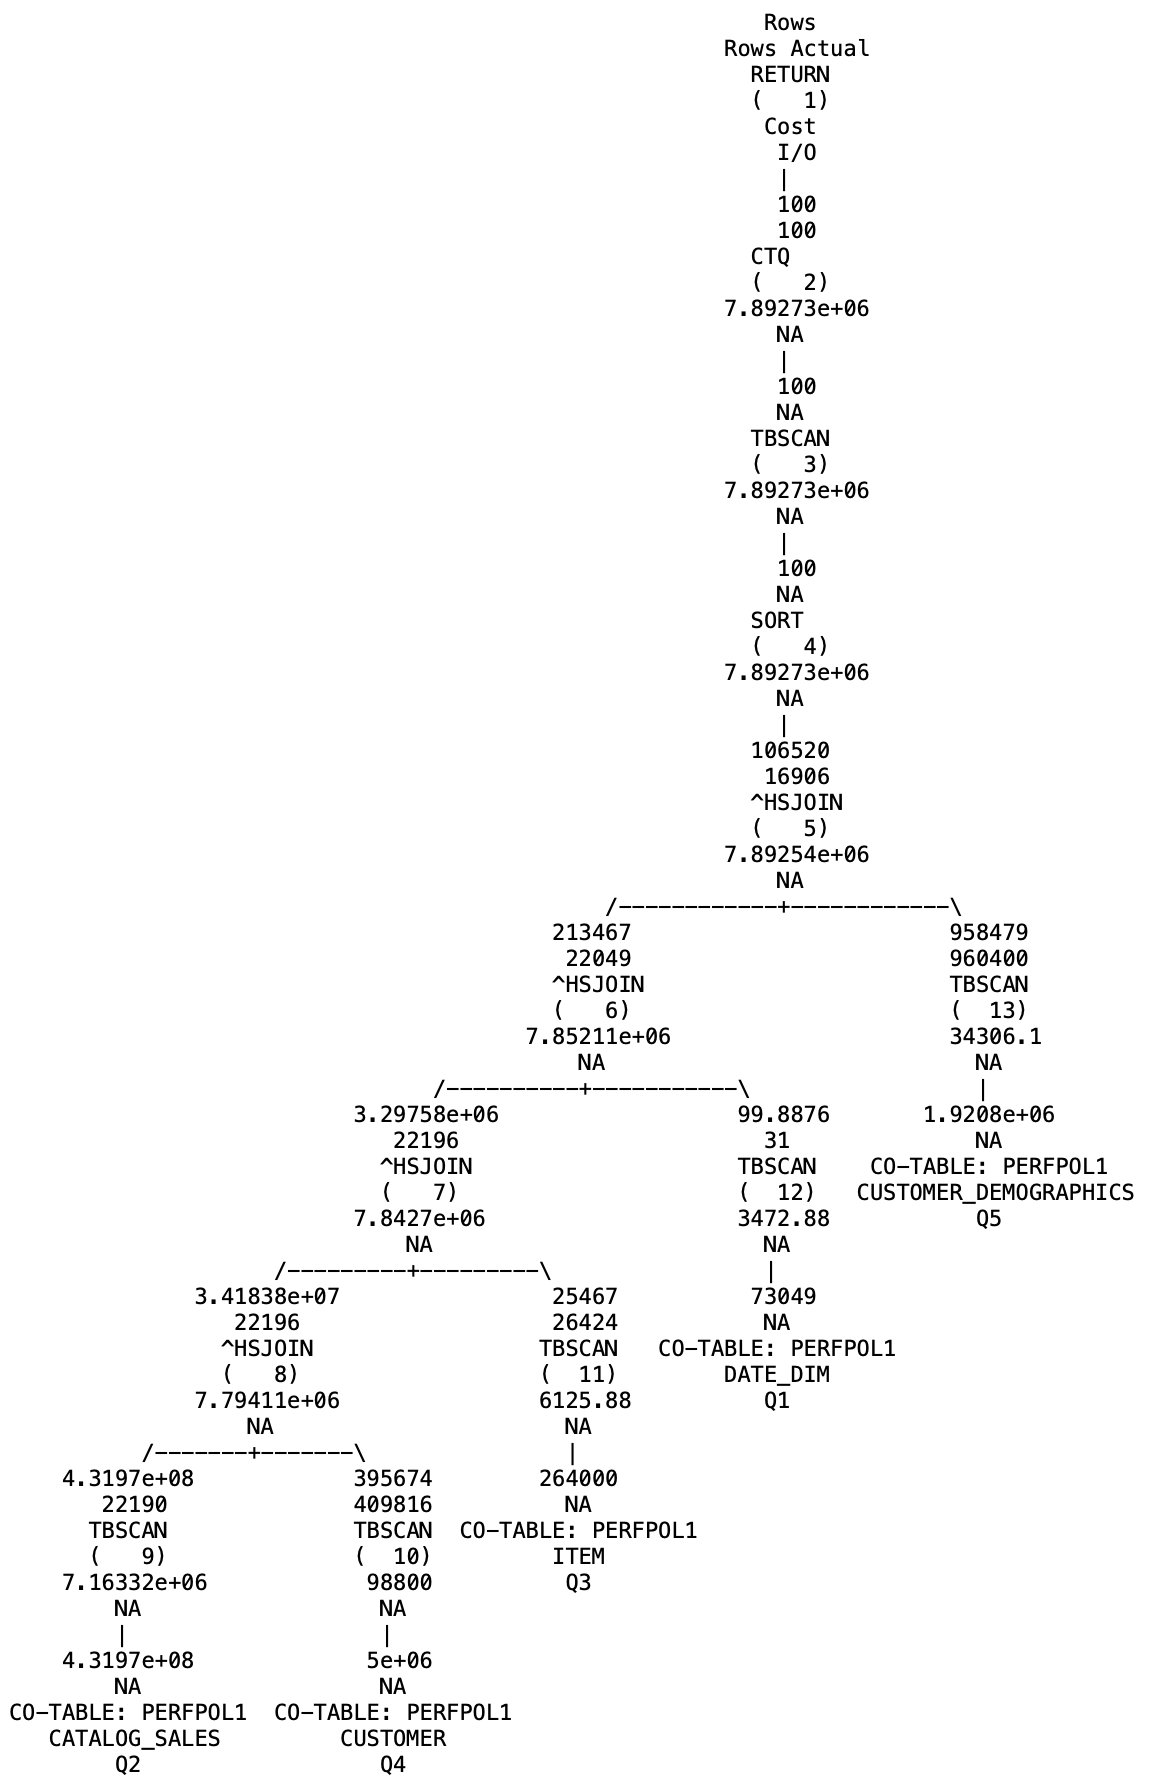 Rows
Rows Actual
RETURN
(   1)
Cost
I/O
|
100
100
CTQ
(   2)
7.89273e+06
NA
|
100
NA
TBSCAN
(   3)
7.89273e+06
NA
|
100
NA
SORT
(   4)
7.89273e+06
NA
|
106520
16906
^HSJOIN
(   5)
7.89254e+06
NA
/------------+------------\
213467 958479
22049 960400
^HSJOIN TBSCAN
(   6) (  13)
7.85211e+06 34306.1
NA NA
/----------+-----------\ |
3.29758e+06 99.8876 1.9208e+06
22196 31 NA
^HSJOIN TBSCAN CO-TABLE: PERFPOL1
(   7) (  12) CUSTOMER_DEMOGRAPHICS
7.8427e+06 3472.88 Q5
NA NA
/---------+---------\ |
3.41838e+07 25467 73049
22196 26424 NA
^HSJOIN TBSCAN CO-TABLE: PERFPOL1
(   8) (  11) DATE_DIM
7.79411e+06 6125.88 Q1
NA NA
/-------+-------\ |
4.3197e+08 395674 264000
22190 409816 NA
TBSCAN TBSCAN CO-TABLE: PERFPOL1
(   9) (  10) ITEM
7.16332e+06 98800 Q3
NA NA
| |
4.3197e+08 5e+06
NA NA
CO-TABLE: PERFPOL1 CO-TABLE: PERFPOL1
CATALOG_SALES CUSTOMER
Q2 Q4